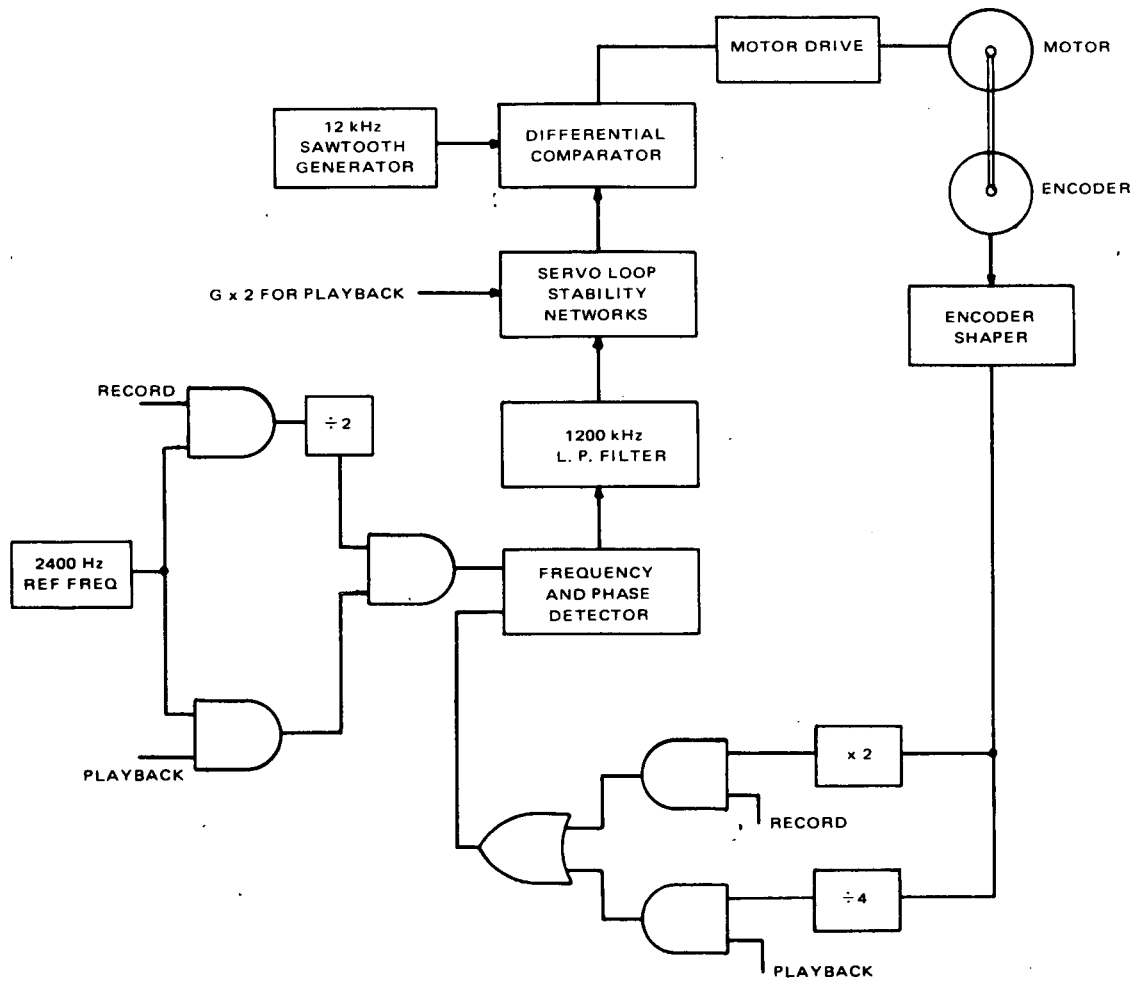 MOTOR DRIVE
MOTOR
12 kHz
SAWTOOTH
GENERATOR
DIFFERENTIAL
COMPARATOR
ENCODER
G x 2 FOR PLAYBACK
SERVO LOOP
STABILITY
NETWORKS
ENCODER
SHAPER
RECORD
÷ 2
1200 kHz
L. P. FILTER
2400 Hz
REF FREQ
FREQUENCY
AND PHASE
DETECTOR
PLAYBACK
x 2
RECORD
÷4
PLAYBACK